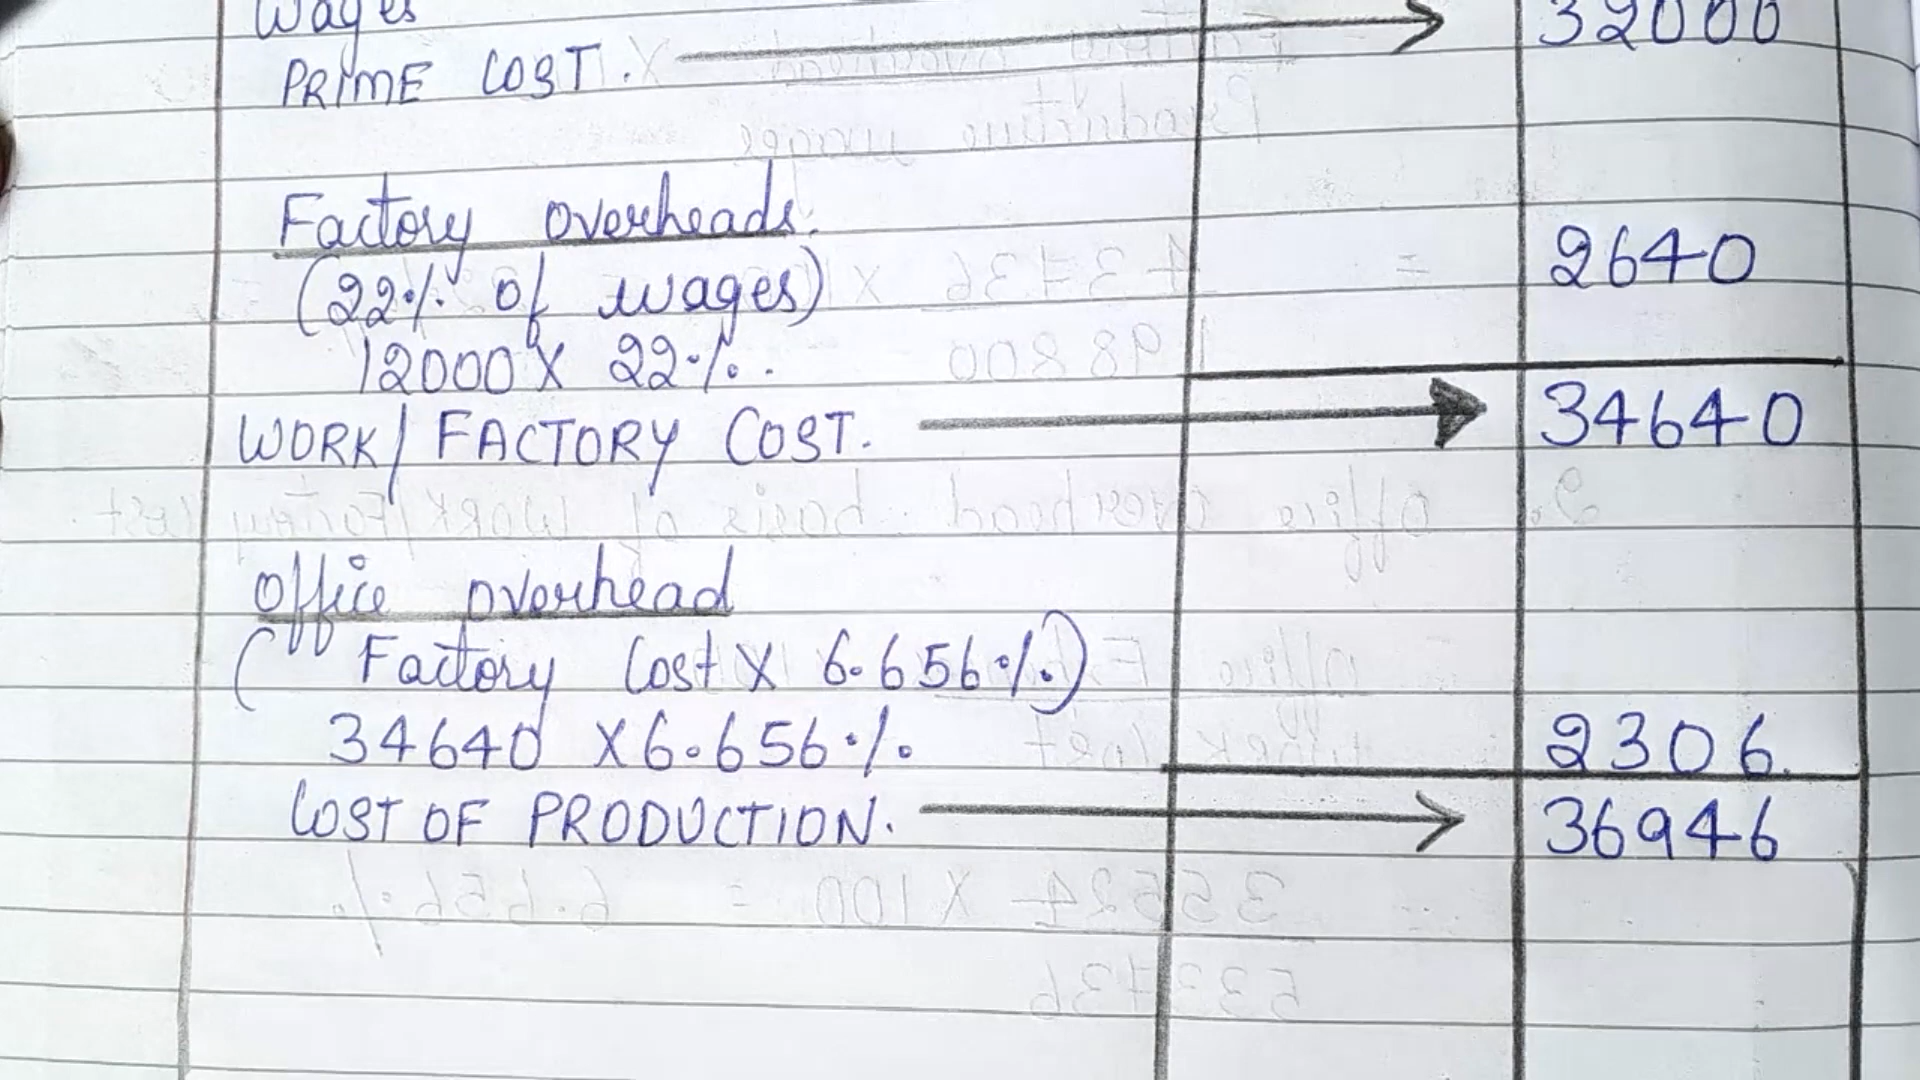 Wages
PRIME COST. 32000
Factory overheads. 2640
(22% of wages)
12000 X 22%.
WORK/ FACTORY COST. 34640
Office overhead
(Factory Cost X 6.656%)
34640 X 6.656% 2306.
COST OF PRODUCTION. 36946